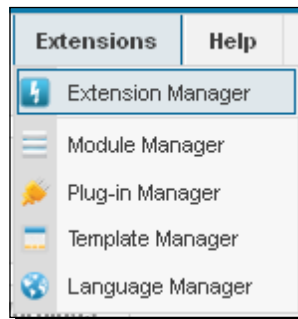 Extensions Help
Extension Manager
Module Manager
Plug-in Manager
Template Manager
Language Manager